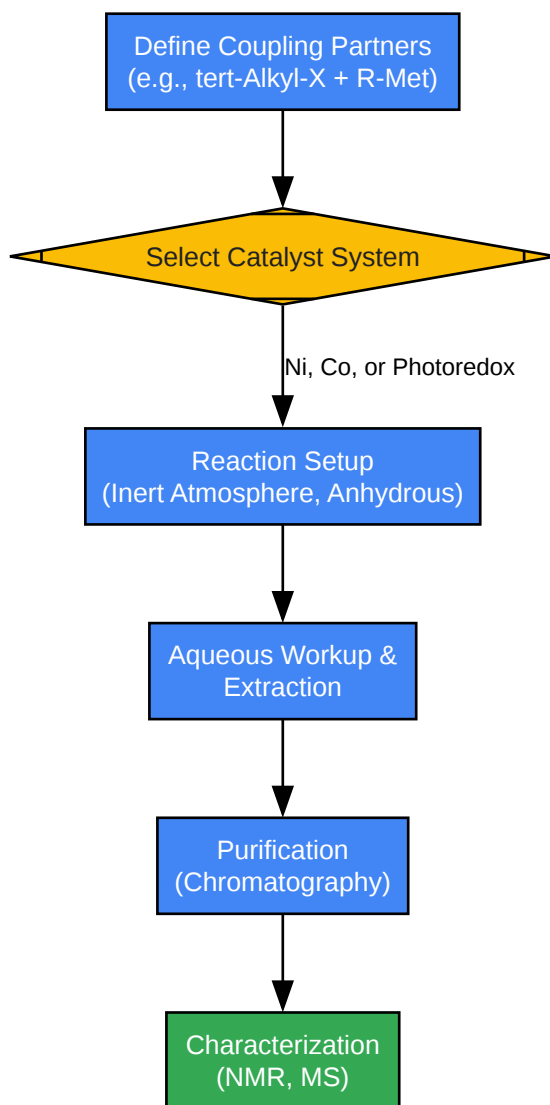 Define Coupling Partners
(e.g., tert-Alkyl-X + R-Met)
Select Catalyst System
Ni, Co, or Photoredox
Reaction Setup
(Inert Atmosphere, Anhydrous)
Aqueous Workup &
Extraction
Purification
(Chromatography)
Characterization
(NMR, MS)